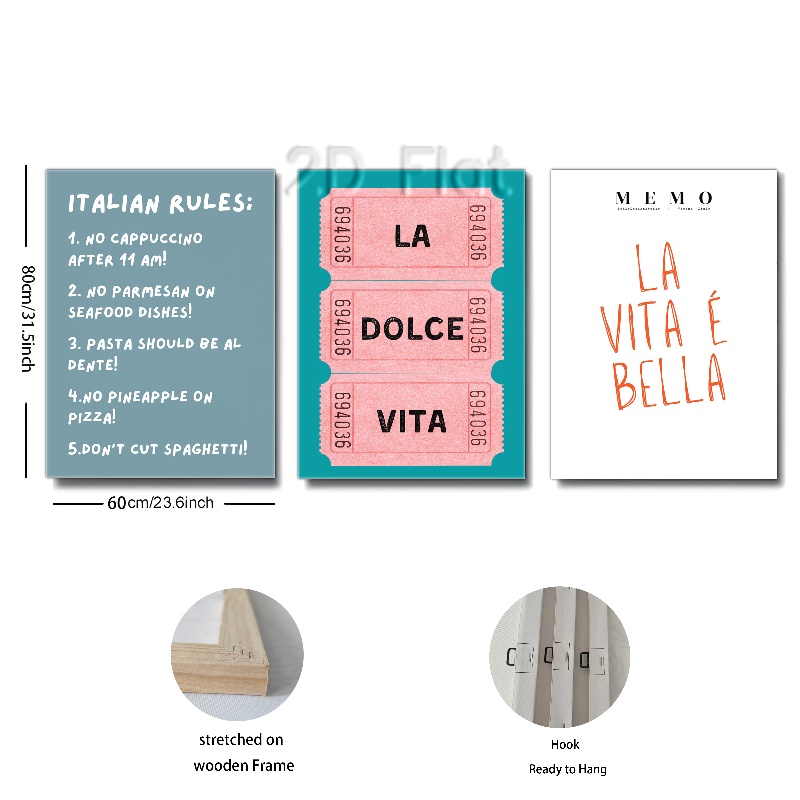 2D Flat
ITALIAN RULES:
1. NO CAPPUCCINO
AFTER 11 AM!
2. NO PARMESAN ON
SEAFOOD DISHES!
3. PASTA SHOULD BE AL
DENTE!
4.NO PINEAPPLE ON
PIZZA!
5.DON'T CUT SPAGHETTI!
80cm/31.5inch
60cm/23.6inch
694036 LA 694036
694036 DOLCE 694036
694036 VITA 694036
MEMO
LA
VITA É
BELLA
stretched on
wooden Frame
Hook
Ready to Hang